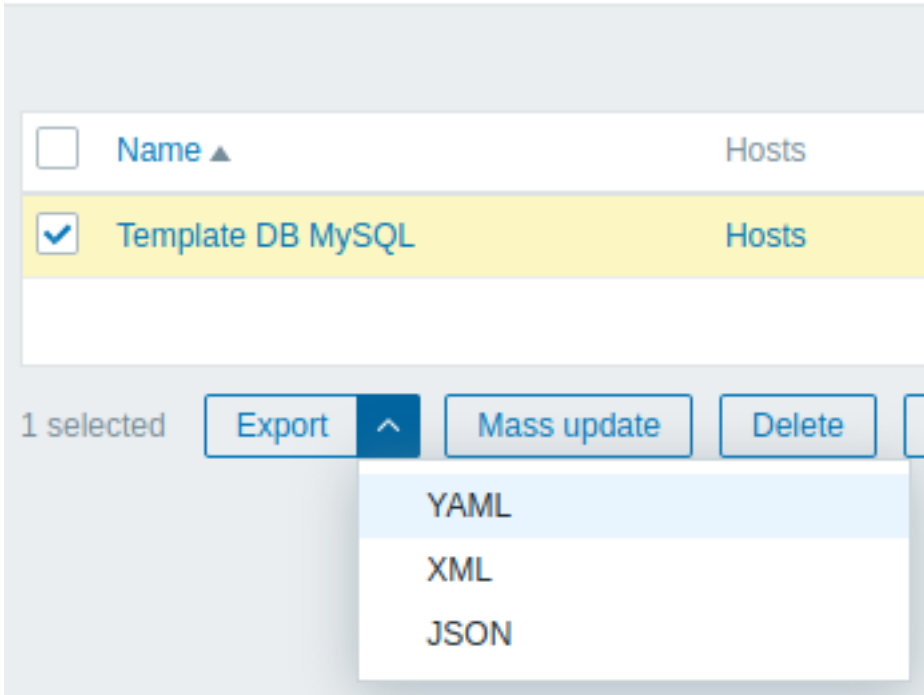 Name ▲ Hosts
Template DB MySQL Hosts
1 selected Export Mass update Delete
YAML
XML
JSON